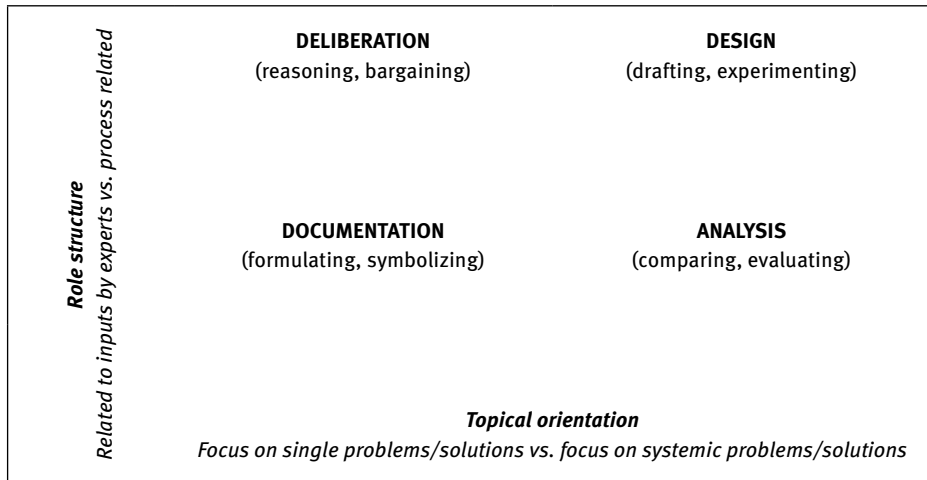 DELIBERATION
(reasoning, bargaining)
DESIGN
(drafting, experimenting)
Role structure
Related to inputs by experts vs. process related
DOCUMENTATION
(formulating, symbolizing)
ANALYSIS
(comparing, evaluating)
Topical orientation
Focus on single problems/solutions vs. focus on systemic problems/solutions